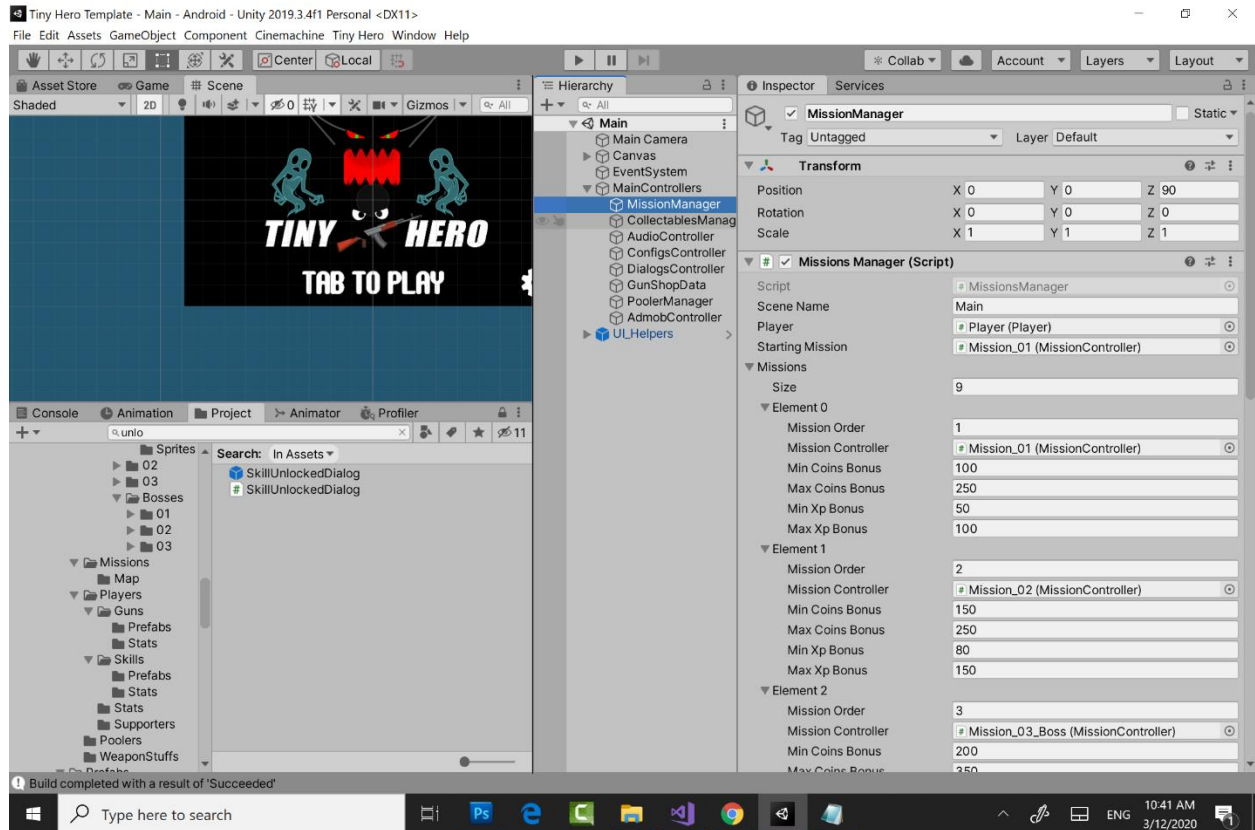 Tiny Hero Template - Main - Android - Unity 2019.3.4f1 Personal <DX11>
File Edit Assets GameObject Component Cinemachine Tiny Hero Window Help
Center Local
Collab Account Layers Layout
Asset Store Game Scene
Shaded 2D 0 Gizmos All
TINY HERO
TAB TO PLAY
Hierarchy
All
Main
Main Camera
Canvas
EventSystem
MainControllers
MissionManager
CollectablesManag
AudioController
ConfigsController
DialogsController
GunShopData
PoolerManager
AdmobController
UI_Helpers
Inspector Services
MissionManager Static
Tag Untagged Layer Default
Transform
Position X 0 Y 0 Z 90
Rotation X 0 Y 0 Z 0
Scale X 1 Y 1 Z 1
# Missions Manager (Script)
Script # MissionsManager
Scene Name Main
Player # Player (Player)
Starting Mission # Mission_01 (MissionController)
Missions
Size 9
Element 0
Mission Order 1
Mission Controller # Mission_01 (MissionController)
Min Coins Bonus 100
Max Coins Bonus 250
Min Xp Bonus 50
Max Xp Bonus 100
Element 1
Mission Order 2
Mission Controller # Mission_02 (MissionController)
Min Coins Bonus 150
Max Coins Bonus 250
Min Xp Bonus 80
Max Xp Bonus 150
Element 2
Mission Order 3
Mission Controller # Mission_03_Boss (MissionController)
Min Coins Bonus 200
Max Coins Bonus 350
Console Animation Project Animator Profiler
unlo 11
Sprites
02
03
Bosses
01
02
03
Missions
Map
Players
Guns
Prefabs
Stats
Skills
Prefabs
Stats
Stats
Supporters
Poolers
WeaponStuffs
Prefabs
Search: In Assets
SkillUnlockedDialog
# SkillUnlockedDialog
Build completed with a result of 'Succeeded'
Type here to search
Ps
ENG
10:41 AM
3/12/2020
1